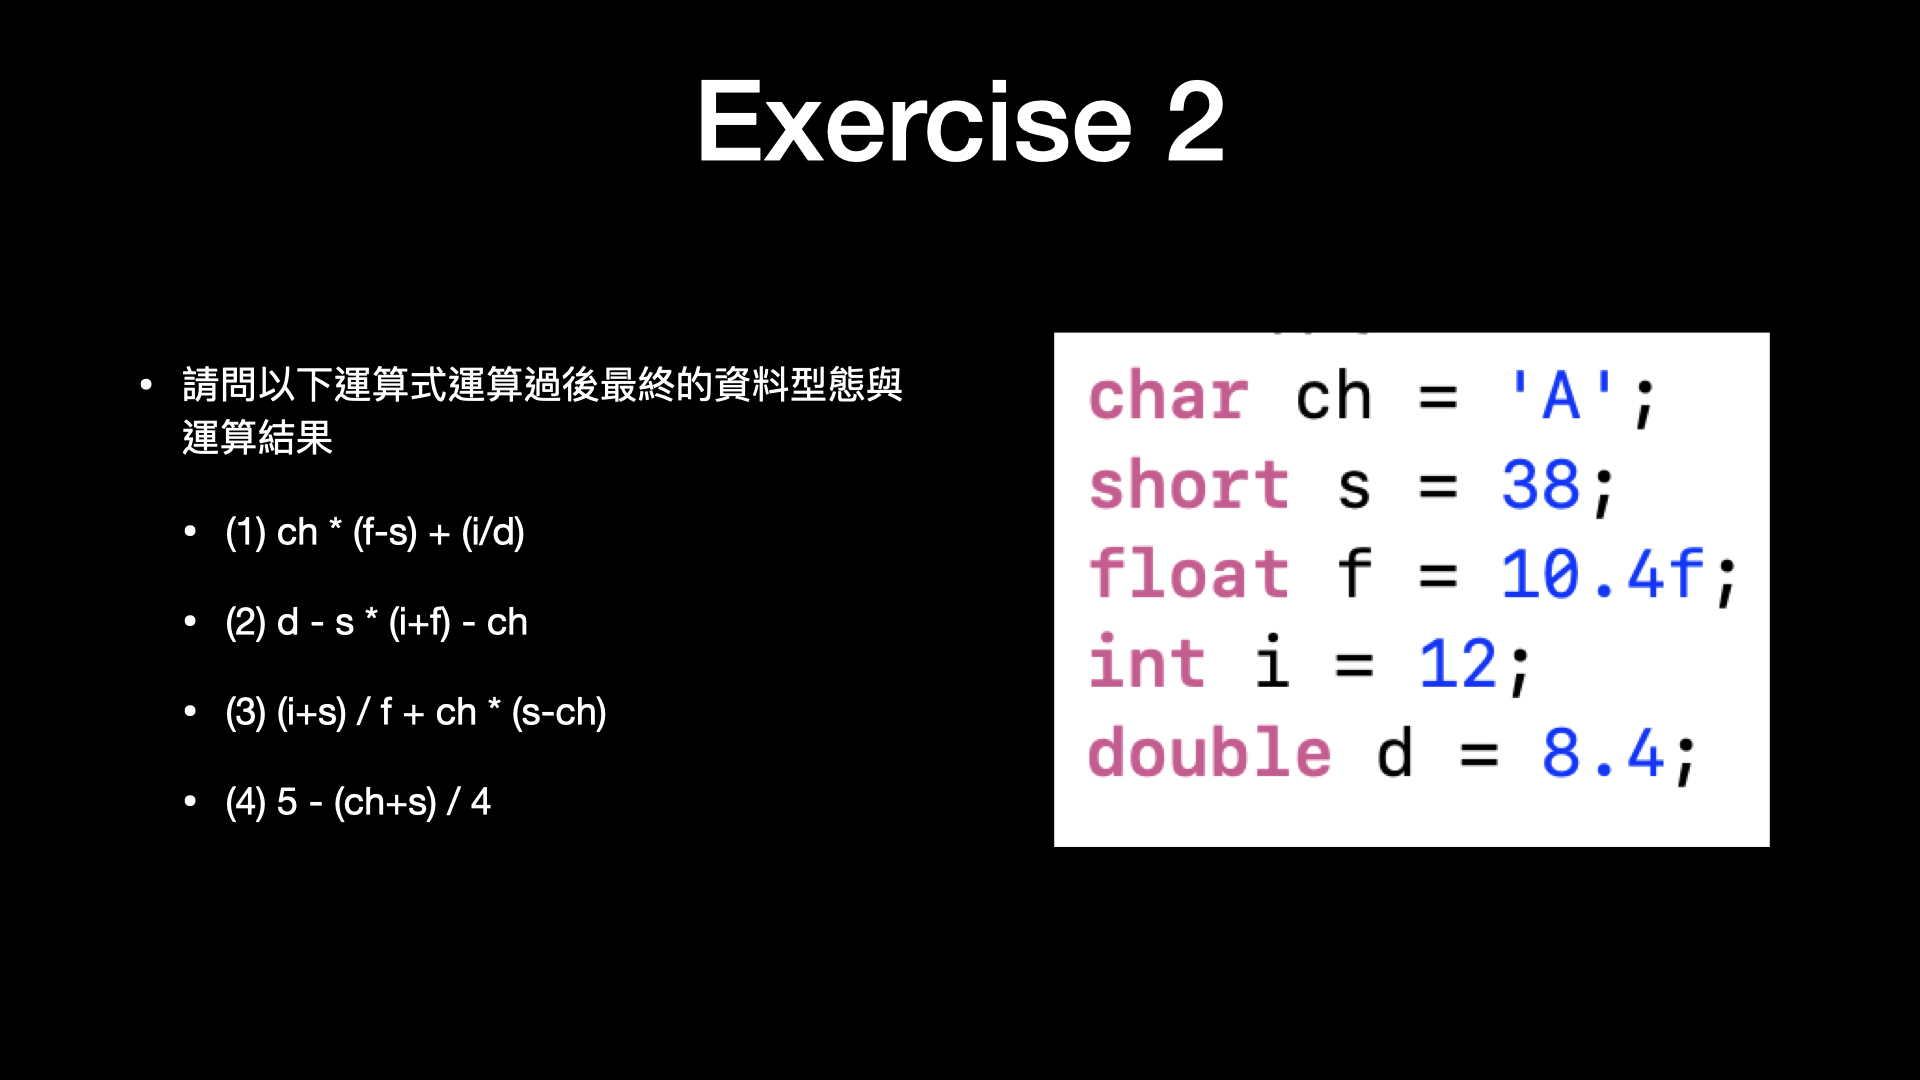 Exercise 2
• 請問以下運算式運算過後最終的資料型態與
運算結果
• (1) ch * (f-s) + (i/d)
• (2) d - s * (i+f) - ch
• (3) (i+s) / f + ch * (s-ch)
• (4) 5 - (ch+s) / 4
char ch = 'A';
short s = 38;
float f = 10.4f;
int i = 12;
double d = 8.4;